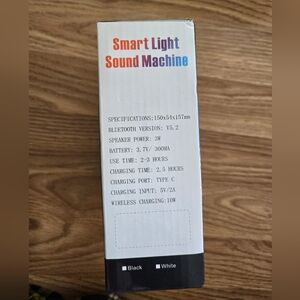 Smart Light
Sound Machine
SPECIFICATIONS:150x54x157mm
BLUETOOTH VERSION: V5.2
SPEAKER POWER: 3W
BATTERY: 3.7V/ 300MA
USE TIME: 2-3 HOURS
CHARGING TIME: 2.5 HOURS
CHARGING PORT: TYPE C
CHARGING INPUT: 5V/2A
WIRELESS CHARGING:10W
Black White